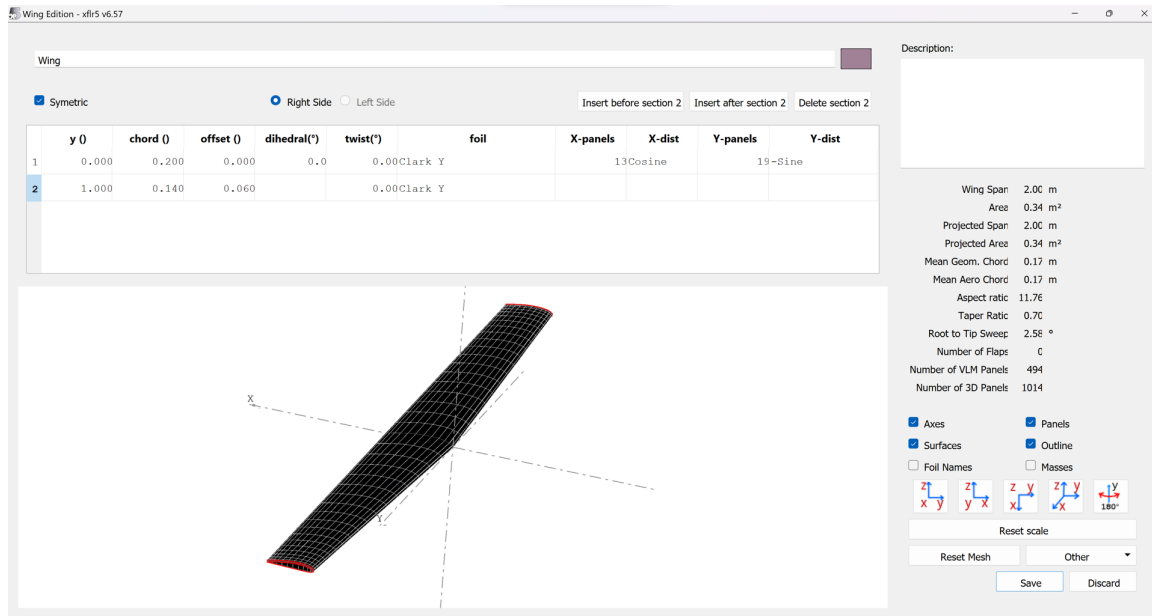 Wing Edition - xflr5 v6.57
Description:
Wing
Symetric Right Side Left Side Insert before section 2 Insert after section 2 Delete section 2
y () chord () offset () dihedral(°) twist(°) foil X-panels X-dist Y-panels Y-dist
1 0.000 0.200 0.000 0.0 0.00 Clark Y 13 Cosine 19 -Sine
2 1.000 0.140 0.060 0.00 Clark Y
Wing Span 2.00 m
Area 0.34 m²
Projected Span 2.00 m
Projected Area 0.34 m²
Mean Geom. Chord 0.17 m
Mean Aero Chord 0.17 m
Aspect ratio 11.76
Taper Ratio 0.70
Root to Tip Sweep 2.58 °
Number of Flaps 0
Number of VLM Panels 494
Number of 3D Panels 1014
X
Y
Axes Panels
Surfaces Outline
Foil Names Masses
z x y
z y x
z y x
z y x
y 180°
Reset scale
Reset Mesh Other
Save Discard